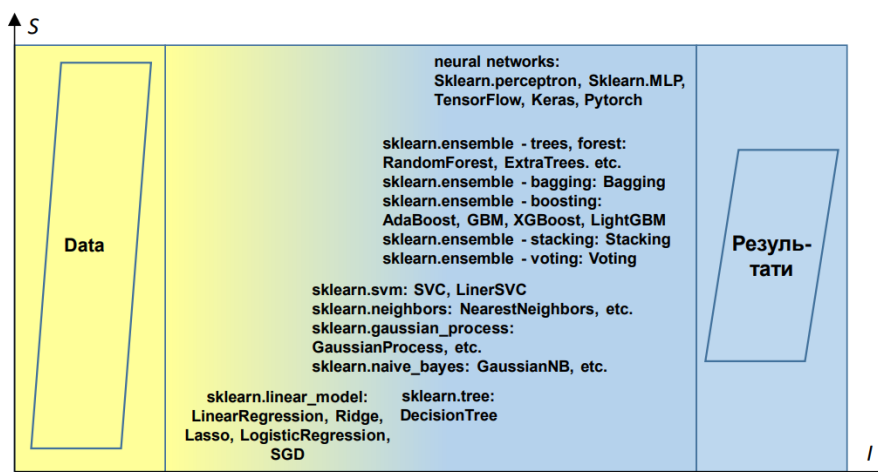 S
neural networks:
Sklearn.perceptron, Sklearn.MLP,
TensorFlow, Keras, Pytorch
sklearn.ensemble - trees, forest:
RandomForest, ExtraTrees. etc.
sklearn.ensemble - bagging: Bagging
sklearn.ensemble - boosting:
AdaBoost, GBM, XGBoost, LightGBM
sklearn.ensemble - stacking: Stacking
sklearn.ensemble - voting: Voting
Data
Резуль-
тати
sklearn.svm: SVC, LinerSVC
sklearn.neighbors: NearestNeighbors, etc.
sklearn.gaussian_process:
GaussianProcess, etc.
sklearn.naive_bayes: GaussianNB, etc.
sklearn.linear_model:
LinearRegression, Ridge,
Lasso, LogisticRegression,
SGD
sklearn.tree:
DecisionTree
I